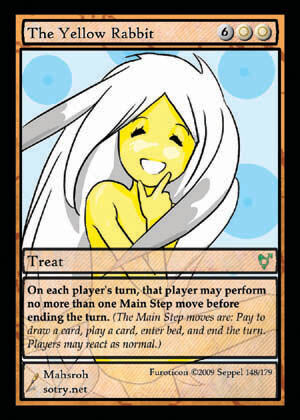 The Yellow Rabbit 6
Treat
On each player's turn, that player may perform
no more than one Main Step move before
ending the turn. (The Main Step moves are: Pay to
draw a card, play a card, enter bed, and end the turn.
Players may react as normal.)
Mahsroh
sotry.net
Furoticon ©2009 Seppel 148/179